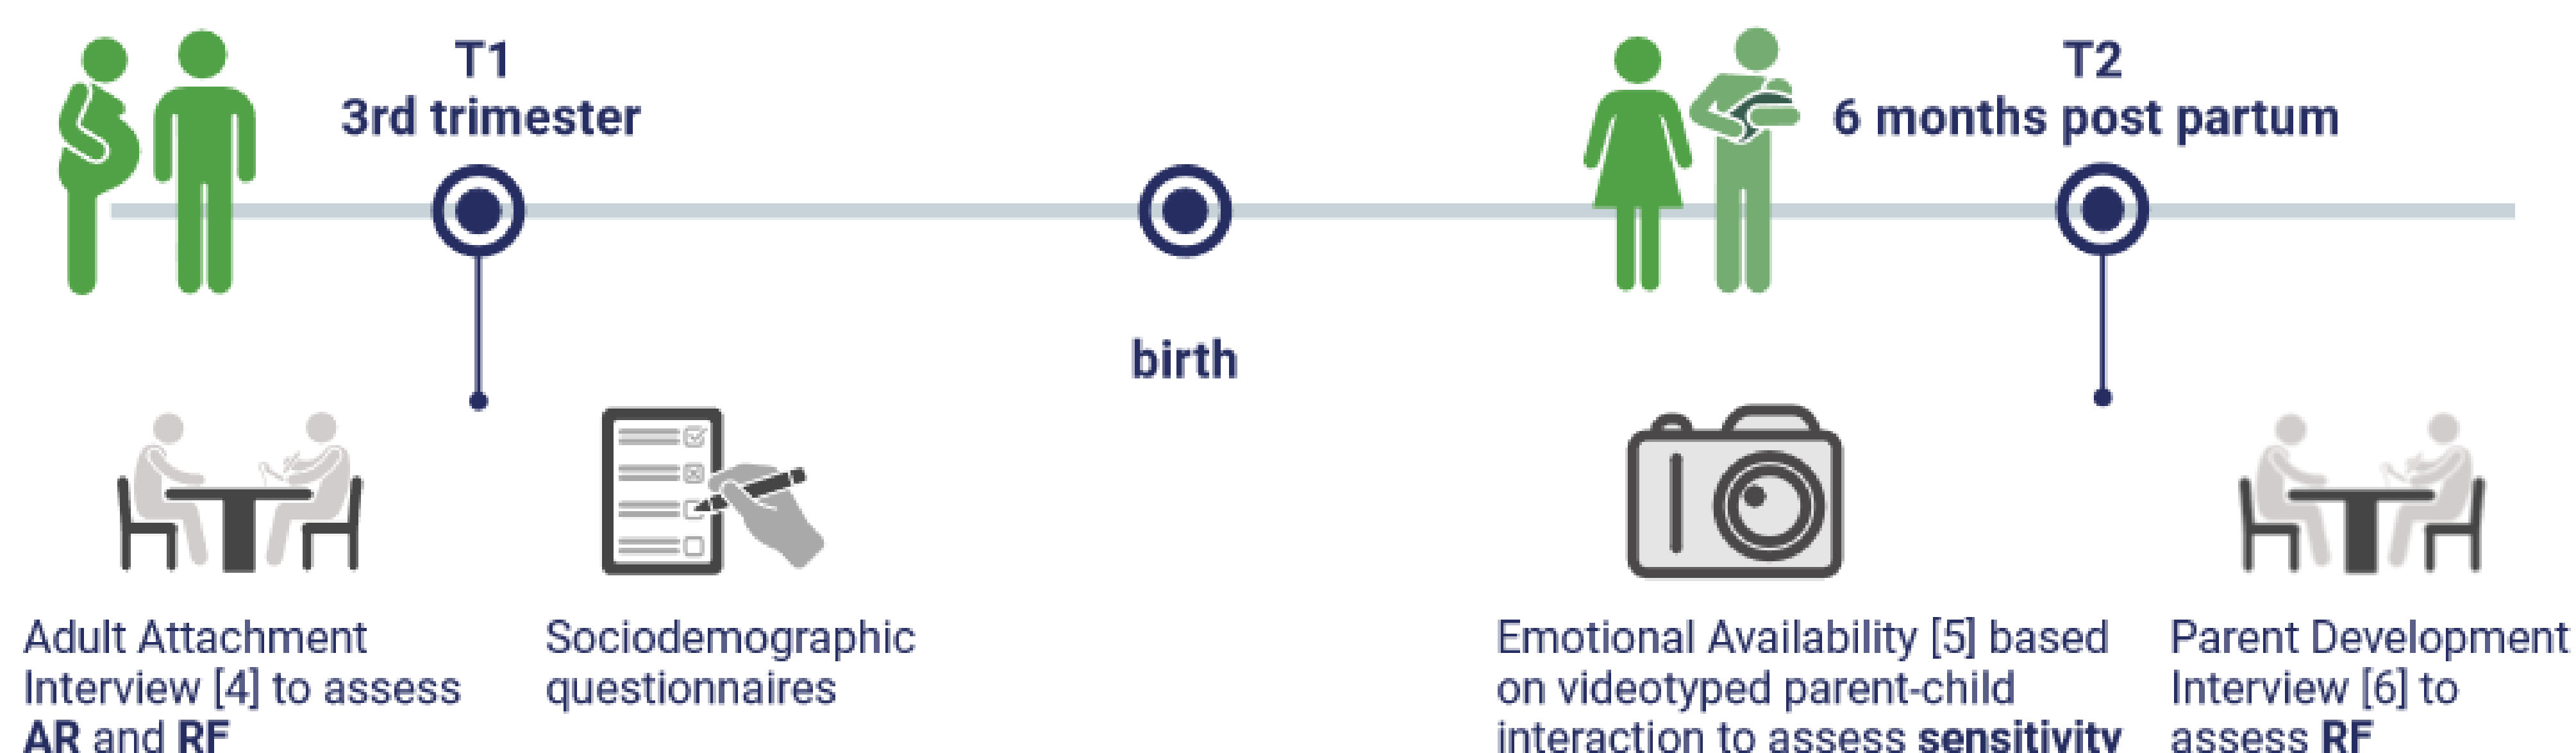 T1
3rd trimester
T2
6 months post partum
birth
Adult Attachment
Interview [4] to assess
AR and RF
Sociodemographic
questionnaires
Emotional Availability [5] based
on videotyped parent-child
interaction to assess sensitivity
Parent Development
Interview [6] to
assess RF